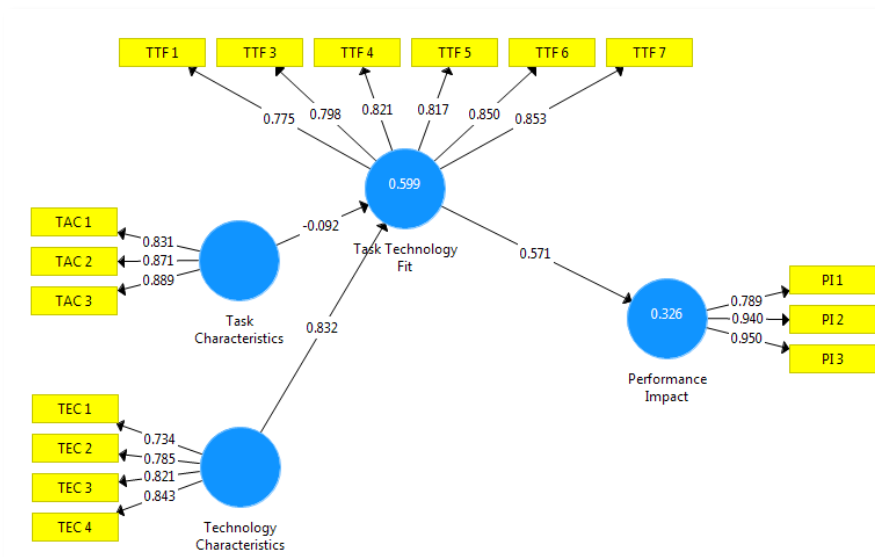 TTF 1 TTF 3 TTF 4 TTF 5 TTF 6 TTF 7
0.775 0.798 0.821 0.817 0.850 0.853
0.599
Task Technology
Fit
TAC 1
TAC 2
TAC 3
0.831
0.871
0.889
-0.092
Task
Characteristics
0.571
0.832
0.326
Performance
Impact
0.789
0.940
0.950
PI 1
PI 2
PI 3
TEC 1
TEC 2
TEC 3
TEC 4
0.734
0.785
0.821
0.843
Technology
Characteristics